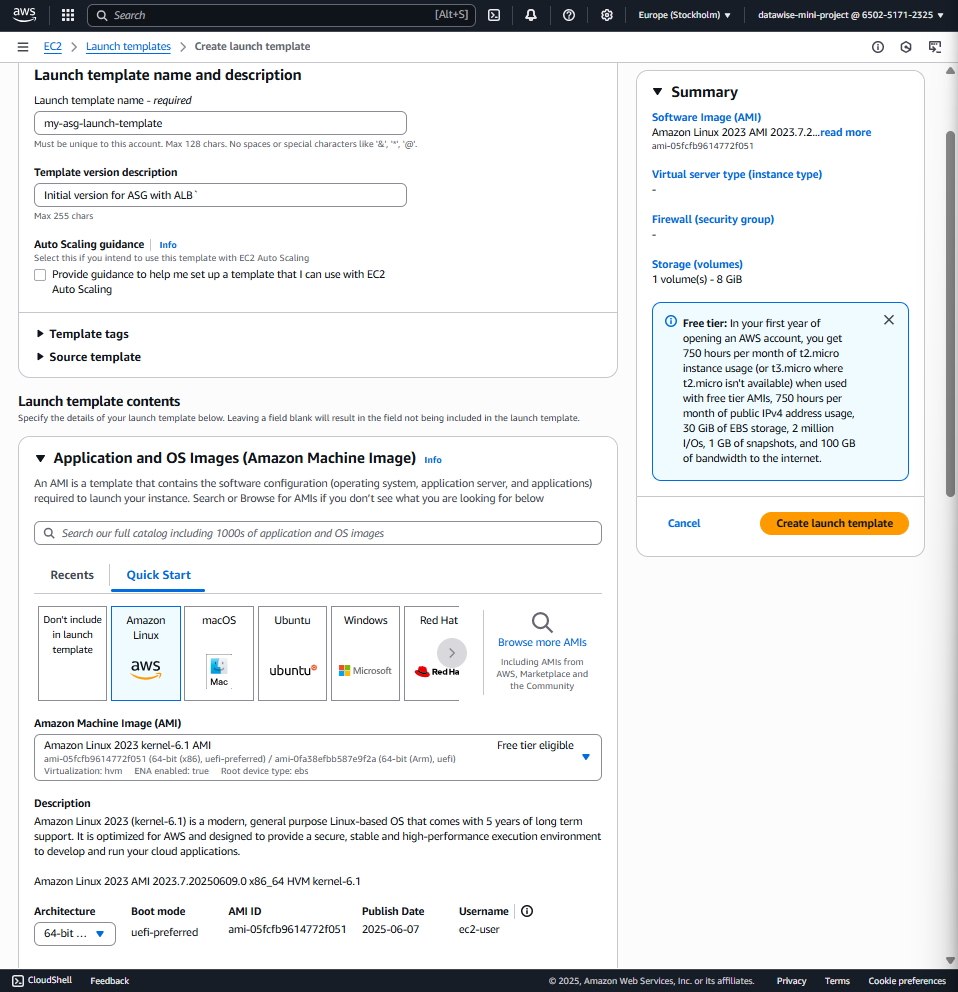 aws
Search
[Alt+S]
Europe (Stockholm)
datawise-mini-project @ 6502-5171-2325
EC2
Launch templates
Create launch template
Launch template name and description
Launch template name - required
my-asg-launch-template
Must be unique to this account. Max 128 chars. No spaces or special characters like '&', '*', '@'.
Template version description
Initial version for ASG with ALB`
Max 255 chars
Auto Scaling guidance
Info
Select this if you intend to use this template with EC2 Auto Scaling
Provide guidance to help me set up a template that I can use with EC2
Auto Scaling
Template tags
Source template
Launch template contents
Specify the details of your launch template below. Leaving a field blank will result in the field not being included in the launch template.
Application and OS Images (Amazon Machine Image)
Info
An AMI is a template that contains the software configuration (operating system, application server, and applications)
required to launch your instance. Search or Browse for AMIs if you don't see what you are looking for below
Search our full catalog including 1000s of application and OS images
Recents
Quick Start
Don't include
in launch
template
Amazon
Linux
aws
macOS
Mac
Ubuntu
ubuntu
Windows
Microsoft
Red Hat
Red Ha
Browse more AMIs
Including AMIs from
AWS, Marketplace and
the Community
Amazon Machine Image (AMI)
Amazon Linux 2023 kernel-6.1 AMI
Free tier eligible
ami-05fcfb9614772f051 (64-bit (x86), uefi-preferred) / ami-0fa38efbb587e9f2a (64-bit (Arm), uefi)
Virtualization: hvm ENA enabled: true Root device type: ebs
Description
Amazon Linux 2023 (kernel-6.1) is a modern, general purpose Linux-based OS that comes with 5 years of long term
support. It is optimized for AWS and designed to provide a secure, stable and high-performance execution environment
to develop and run your cloud applications.
Amazon Linux 2023 AMI 2023.7.20250609.0 x86_64 HVM kernel-6.1
Architecture
64-bit ...
Boot mode
uefi-preferred
AMI ID
ami-05fcfb9614772f051
Publish Date
2025-06-07
Username
ec2-user
Summary
Software Image (AMI)
Amazon Linux 2023 AMI 2023.7.2...read more
ami-05fcfb9614772f051
Virtual server type (instance type)
-
Firewall (security group)
-
Storage (volumes)
1 volume(s) - 8 GiB
Free tier: In your first year of
opening an AWS account, you get
750 hours per month of t2.micro
instance usage (or t3.micro where
t2.micro isn't available) when used
with free tier AMIs, 750 hours per
month of public IPv4 address usage,
30 GiB of EBS storage, 2 million
I/Os, 1 GB of snapshots, and 100 GB
of bandwidth to the internet.
Cancel
Create launch template
CloudShell
Feedback
© 2025, Amazon Web Services, Inc. or its affiliates.
Privacy
Terms
Cookie preferences